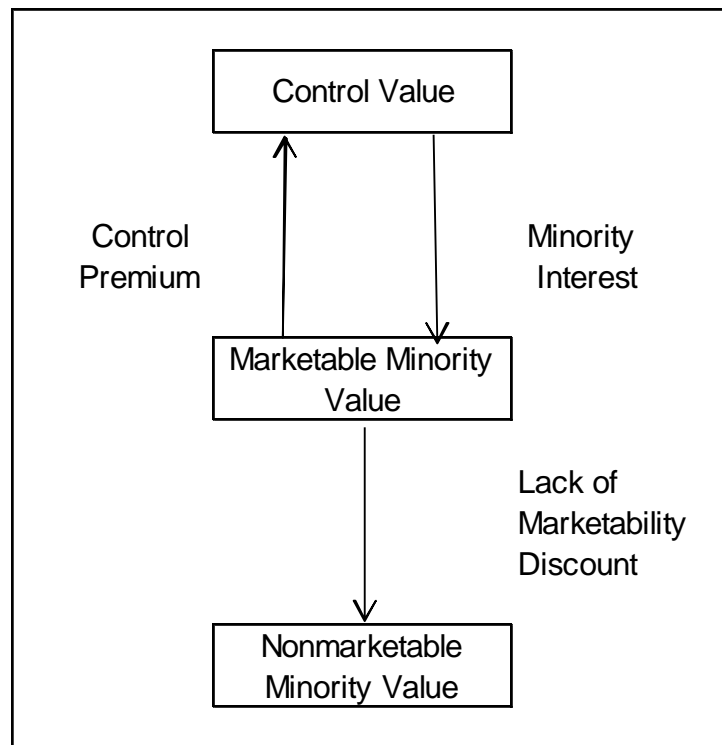 Control Value
Control
Premium
Minority
Interest
Marketable Minority
Value
Lack of
Marketability
Discount
Nonmarketable
Minority Value